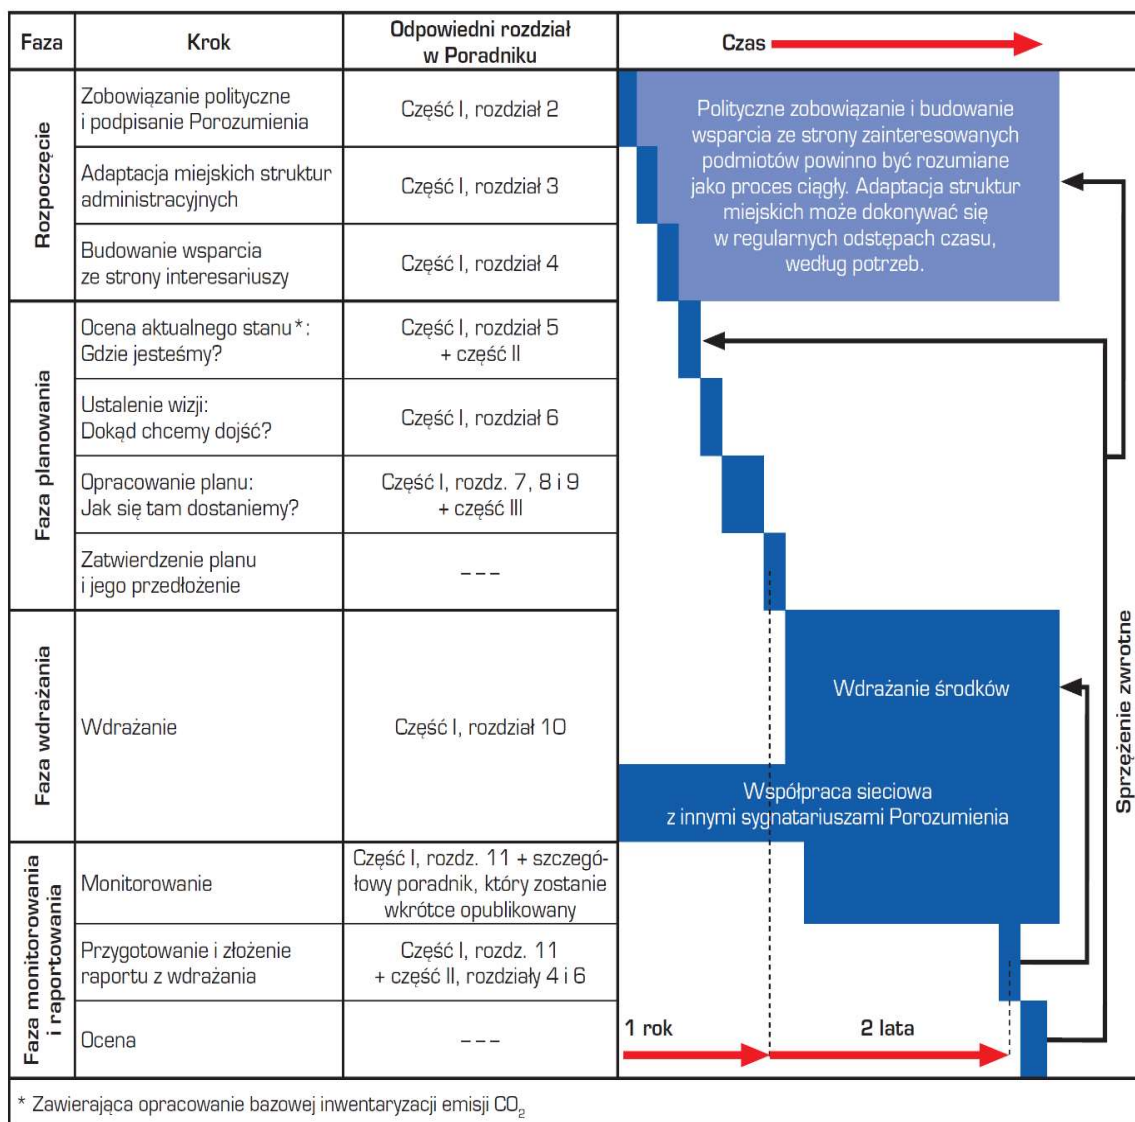 Faza
Krok
Odpowiedni rozdział
w Poradniku
Czas
Rozpoczęcie
Zobowiązanie polityczne
i podpisanie Porozumienia
Część I, rozdział 2
Adaptacja miejskich struktur
administracyjnych
Część I, rozdział 3
Budowanie wsparcia
ze strony interesariuszy
Część I, rozdział 4
Polityczne zobowiązanie i budowanie
wsparcia ze strony zainteresowanych
podmiotów powinno być rozumiane
jako proces ciągły. Adaptacja struktur
miejskich może dokonywać się
w regularnych odstępach czasu,
według potrzeb.
Faza planowania
Ocena aktualnego stanu*:
Gdzie jesteśmy?
Część I, rozdział 5
+ część II
Ustalenie wizji:
Dokąd chcemy dojść?
Część I, rozdział 6
Opracowanie planu:
Jak się tam dostaniemy?
Część I, rozdz. 7, 8 i 9
+ część III
Zatwierdzenie planu
i jego przedłożenie
– – –
Faza wdrażania
Wdrażanie
Część I, rozdział 10
Wdrażanie środków
Współpraca sieciowa
z innymi sygnatariuszami Porozumienia
Sprzężenie zwrotne
Faza monitorowania
i raportowania
Monitorowanie
Część I, rozdz. 11 + szczegó-
łowy poradnik, który zostanie
wkrótce opublikowany
Przygotowanie i złożenie
raportu z wdrażania
Część I, rozdz. 11
+ część II, rozdziały 4 i 6
Ocena
– – –
1 rok
2 lata
* Zawierająca opracowanie bazowej inwentaryzacji emisji CO₂